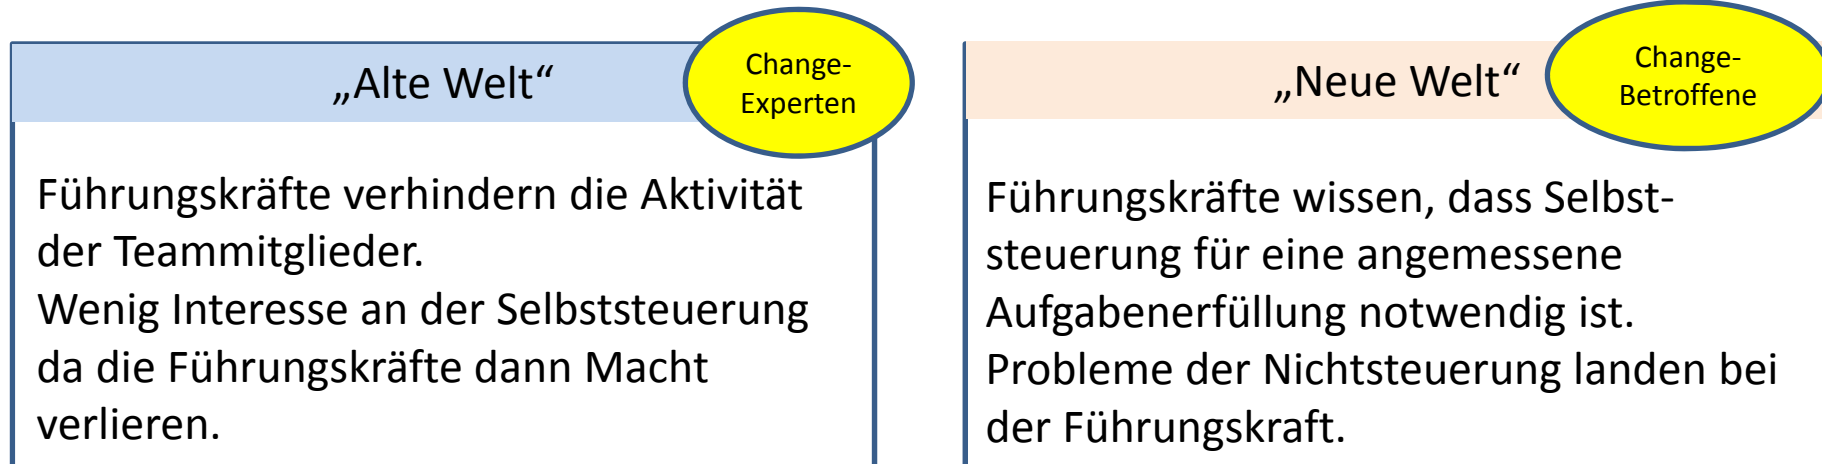 „Alte Welt“
Change-
Experten
Führungskräfte verhindern die Aktivität
der Teammitglieder.
Wenig Interesse an der Selbststeuerung
da die Führungskräfte dann Macht
verlieren.
„Neue Welt“
Change-
Betroffene
Führungskräfte wissen, dass Selbst-
steuerung für eine angemessene
Aufgabenerfüllung notwendig ist.
Probleme der Nichtsteuerung landen bei
der Führungskraft.